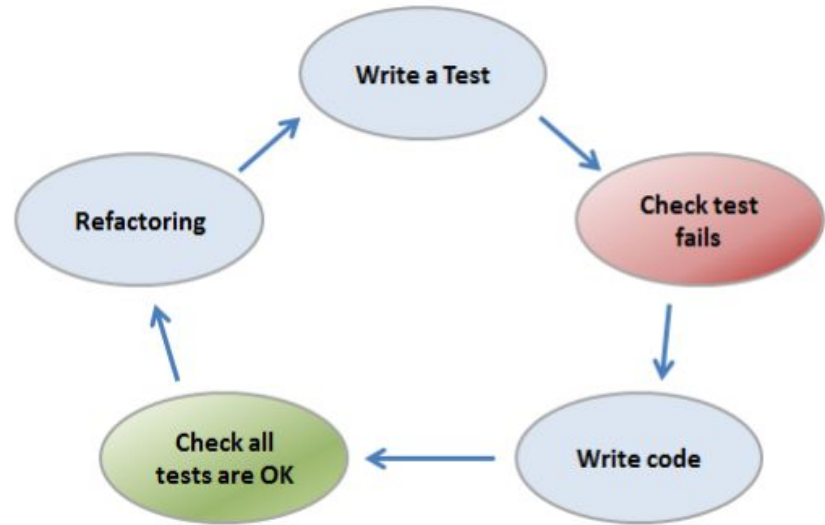 Write a Test
Check test
fails
Write code
Check all
tests are OK
Refactoring